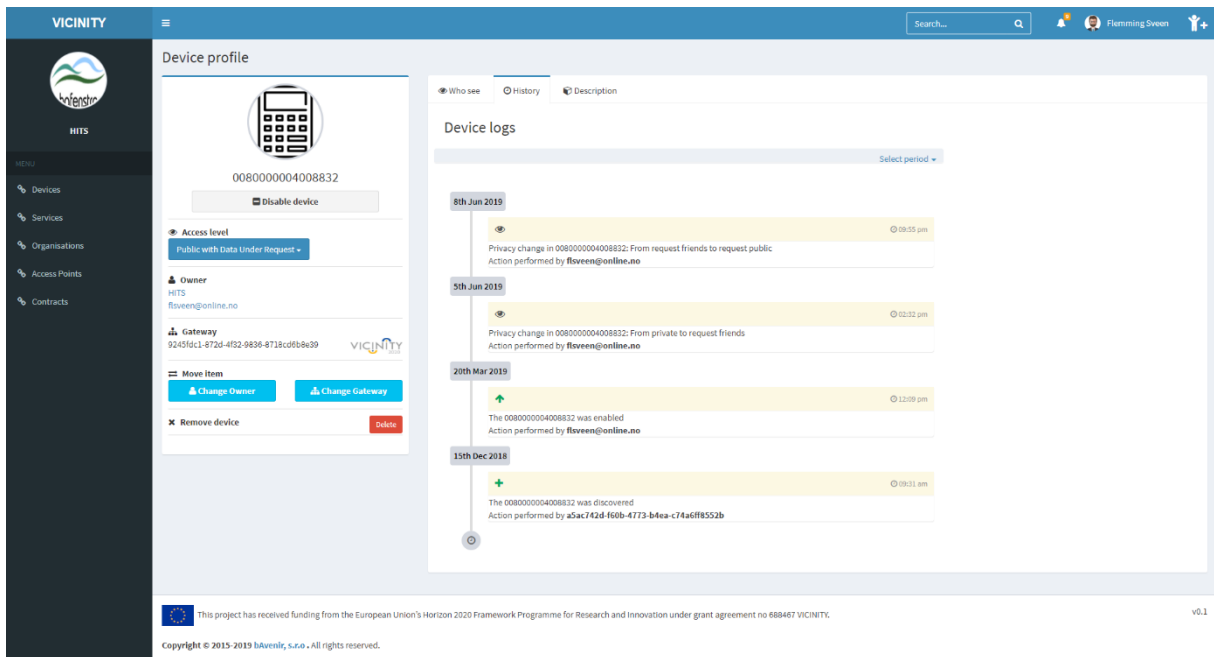 VICINITY
Search...
Flemming Sveen
HITS
MENU
Devices
Services
Organisations
Access Points
Contracts
Device profile
0080000004008832
Disable device
Access level
Public with Data Under Request
Owner
HITS
flsveen@online.no
Gateway
9245fdc1-872d-4f32-9836-8718cd6b8e39
VICINITY
Move item
Change Owner
Change Gateway
Remove device
Delete
Who see
History
Description
Device logs
Select period
8th Jun 2019
09:55 pm
Privacy change in 0080000004008832: From request friends to request public
Action performed by flsveen@online.no
5th Jun 2019
02:32 pm
Privacy change in 0080000004008832: From private to request friends
Action performed by flsveen@online.no
20th Mar 2019
12:09 pm
The 0080000004008832 was enabled
Action performed by flsveen@online.no
15th Dec 2018
09:31 am
The 0080000004008832 was discovered
Action performed by a5ac742d-f60b-4773-b4ea-c74a6ff8552b
This project has received funding from the European Union's Horizon 2020 Framework Programme for Research and Innovation under grant agreement no 688467 VICINITY.
v0.1
Copyright © 2015-2019 bAvenir, s.r.o. All rights reserved.